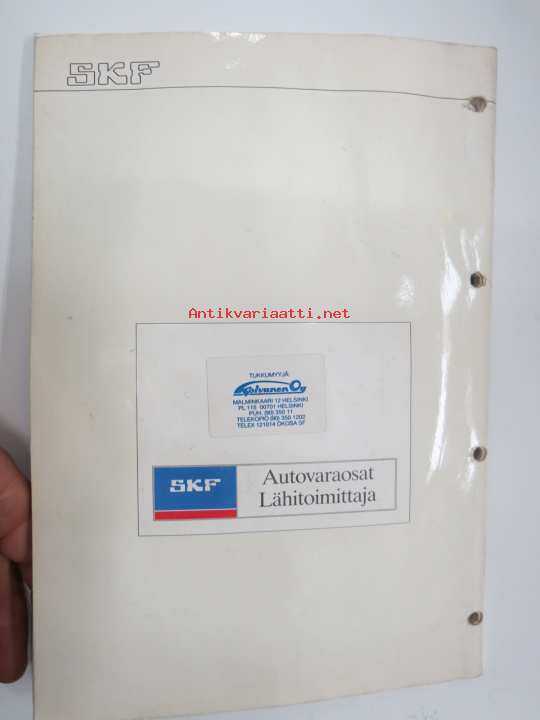 SKF
Antikvariaatti.net
TUKKUMYYJÄ
Koivunen Oy
MALMINKAARI 12 HELSINKI
PL 115 00701 HELSINKI
PUH. (90) 350 11
TELEKOPIO (90) 350 1202
TELEX 121014 OKOSA SF
SKF
Autovaraosat
Lähitoimittaja